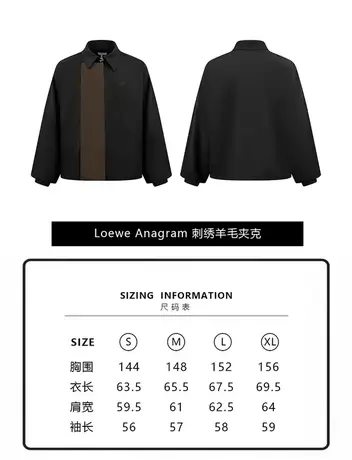 Loewe Anagram 刺绣羊毛夹克
SIZING INFORMATION
尺码表
SIZE S M L XL
胸围 144 148 152 156
衣长 63.5 65.5 67.5 69.5
肩宽 59.5 61 62.5 64
袖长 56 57 58 59